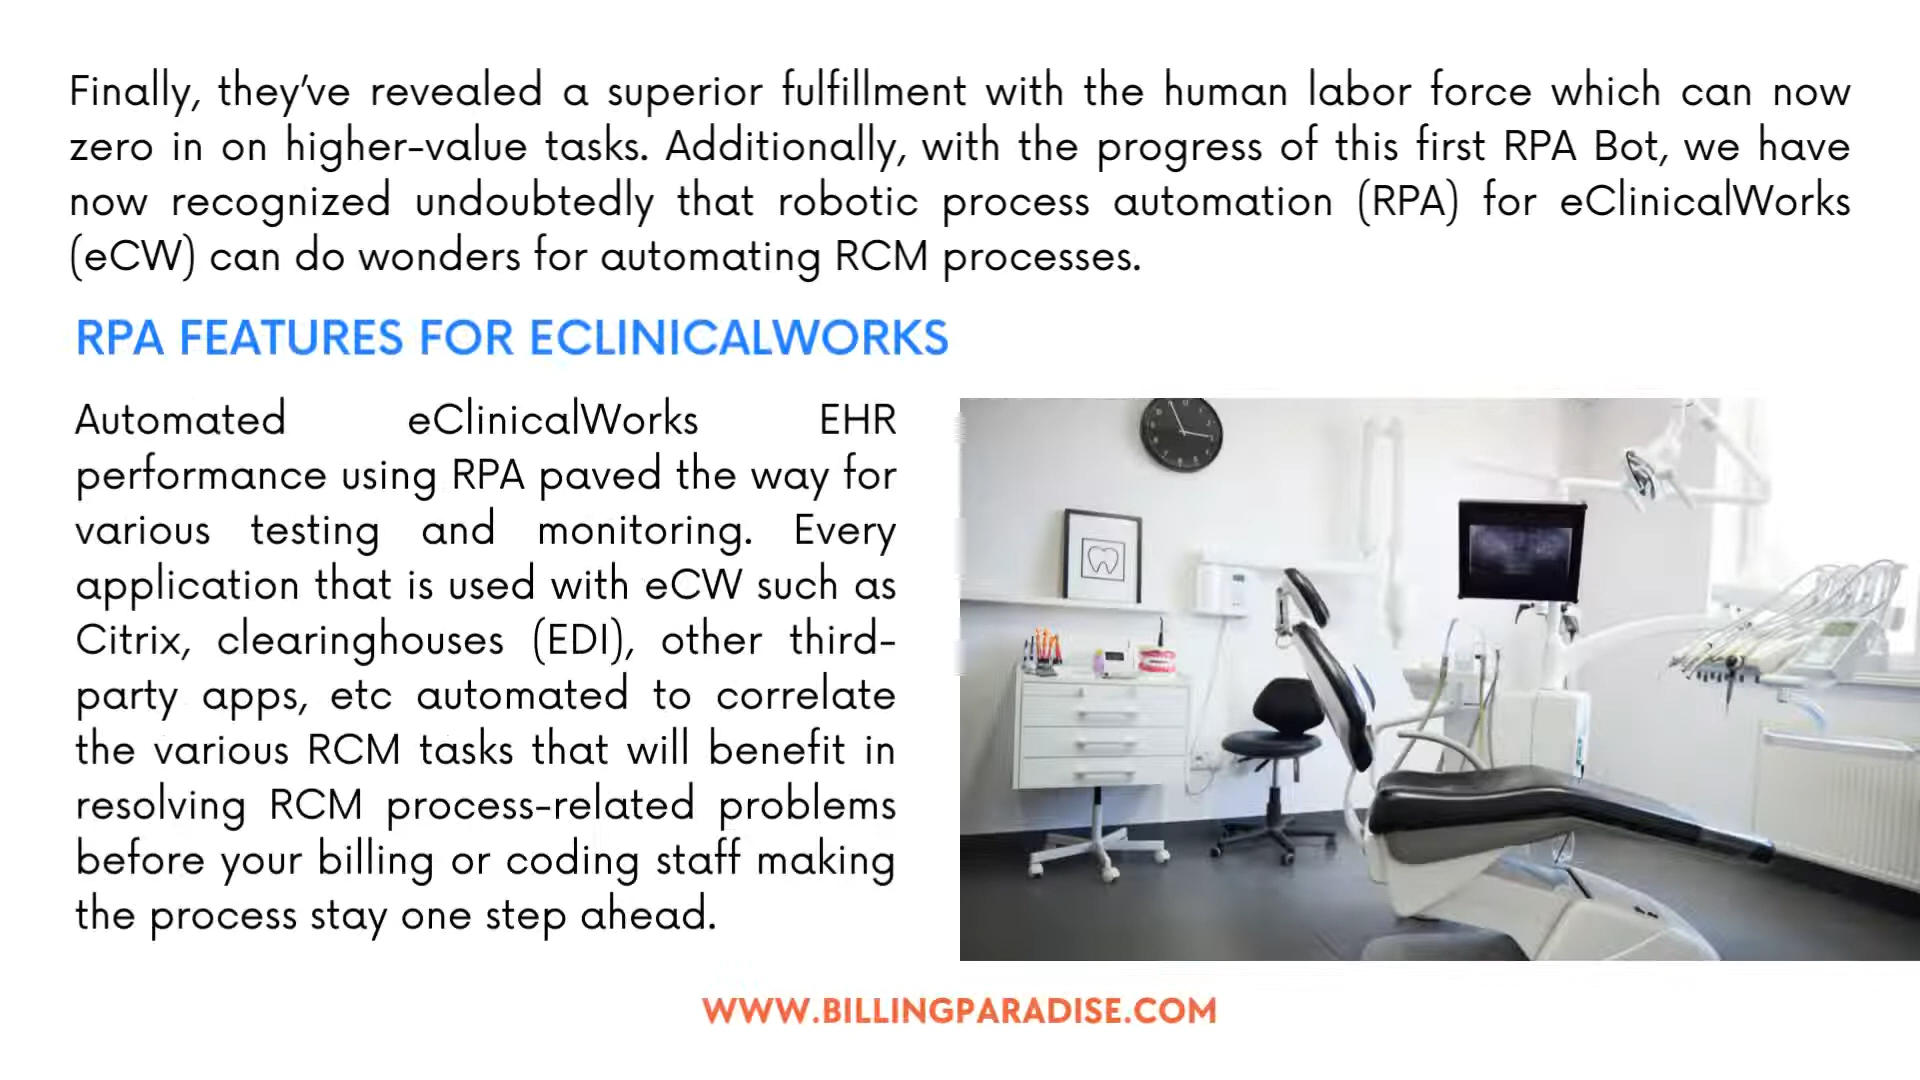 Finally, they've revealed a superior fulfillment with the human labor force which can now
zero in on higher-value tasks. Additionally, with the progress of this first RPA Bot, we have
now recognized undoubtedly that robotic process automation (RPA) for eClinicalWorks
(eCW) can do wonders for automating RCM processes.
RPA FEATURES FOR ECLINICALWORKS
Automated eClinicalWorks EHR
performance using RPA paved the way for
various testing and monitoring. Every
application that is used with eCW such as
Citrix, clearinghouses (EDI), other third-
party apps, etc automated to correlate
the various RCM tasks that will benefit in
resolving RCM process-related problems
before your billing or coding staff making
the process stay one step ahead.
WWW.BILLINGPARADISE.COM